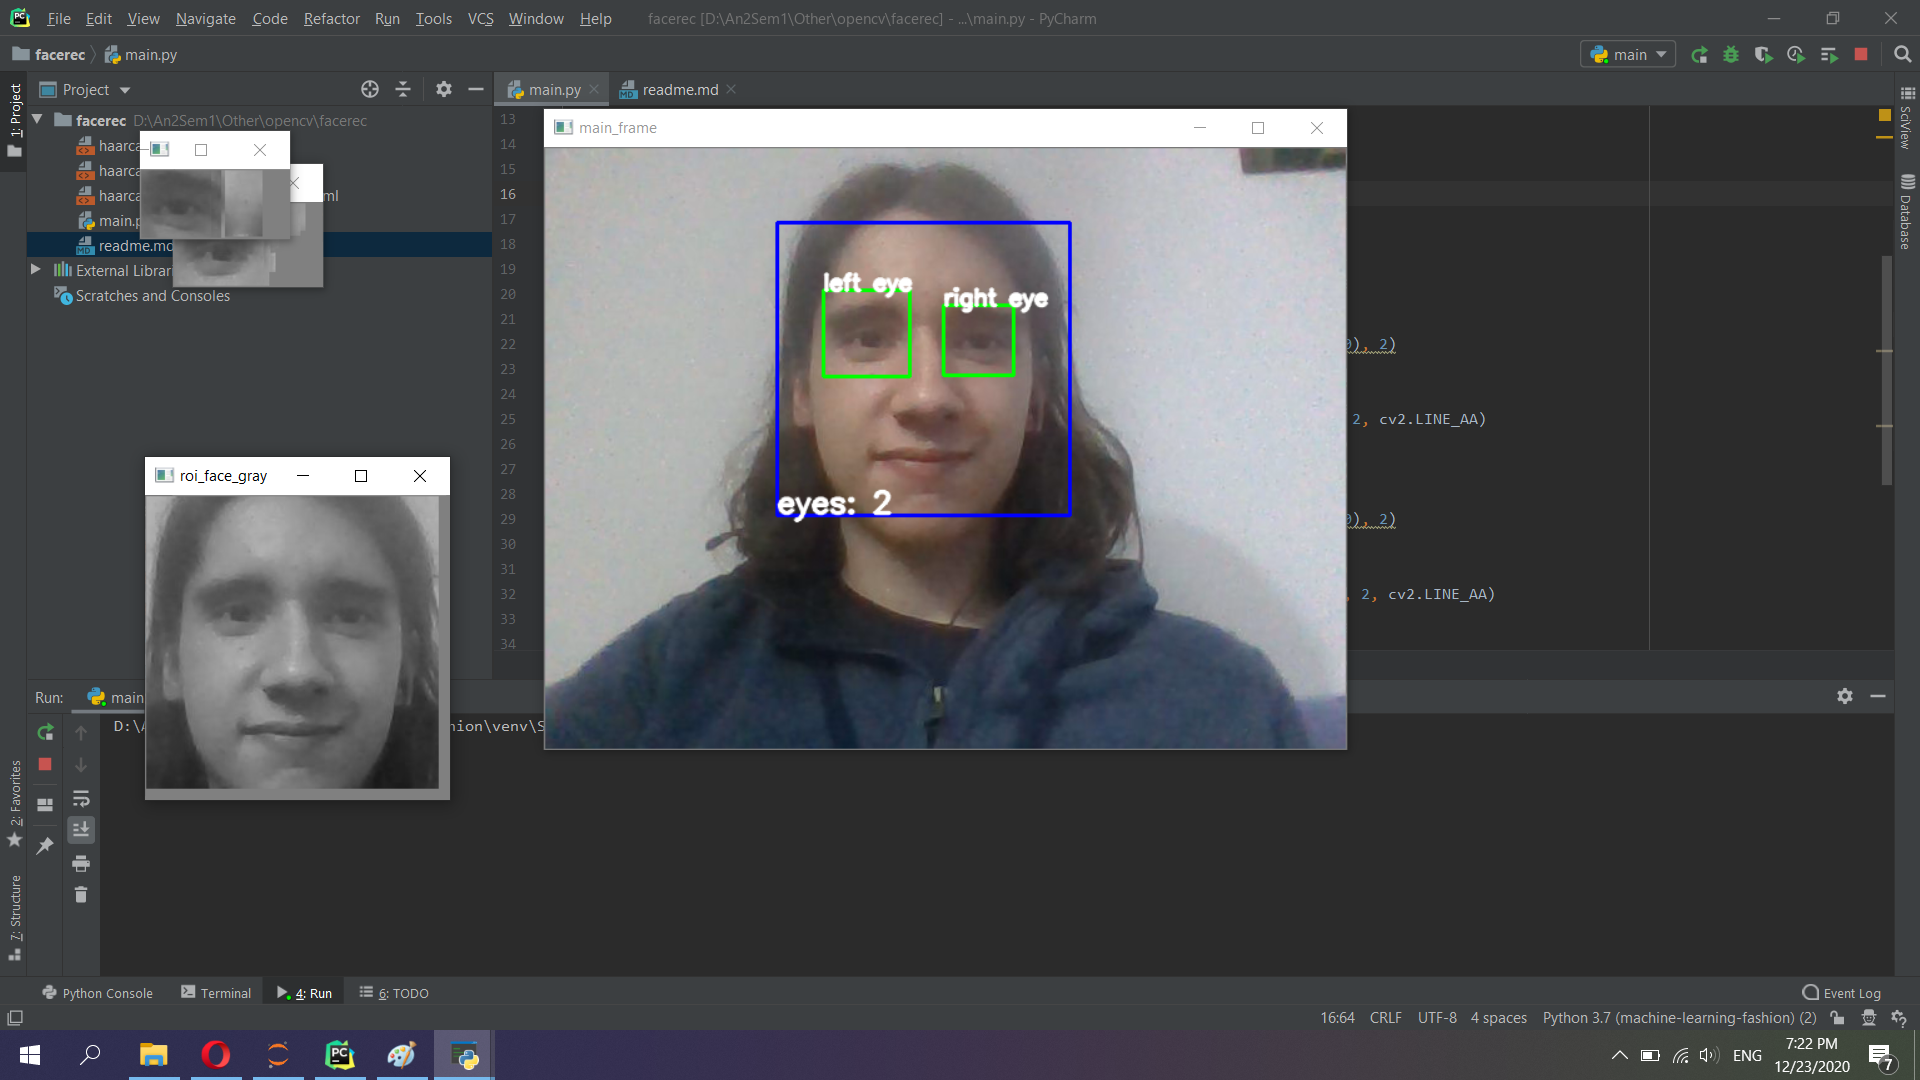 File Edit View Navigate Code Refactor Run Tools VCS Window Help facerec [D:\An2Sem1\Other\opencv\facerec] - ...\main.py - PyCharm
facerec main.py main
Project main.py readme.md
1: Project
facerec D:\An2Sem1\Other\opencv\facerec
haarca
haarca
haarca ml
main.p
readme.md
External Librar
Scratches and Consoles
main_frame
13
14
15
16
17
18
19
20
21
22
23
24
25
26
27
28
29
30
31
32
33
34
left eye
right eye
eyes: 2
), 2)
2, cv2.LINE_AA)
), 2)
, 2, cv2.LINE_AA)
SciView
Database
roi_face_gray
Run: main
D:\A nion\venv\S
2: Favorites
7: Structure
Python Console Terminal 4: Run 6: TODO Event Log
16:64 CRLF UTF-8 4 spaces Python 3.7 (machine-learning-fashion) (2)
PC ENG 7:22 PM
12/23/2020
7